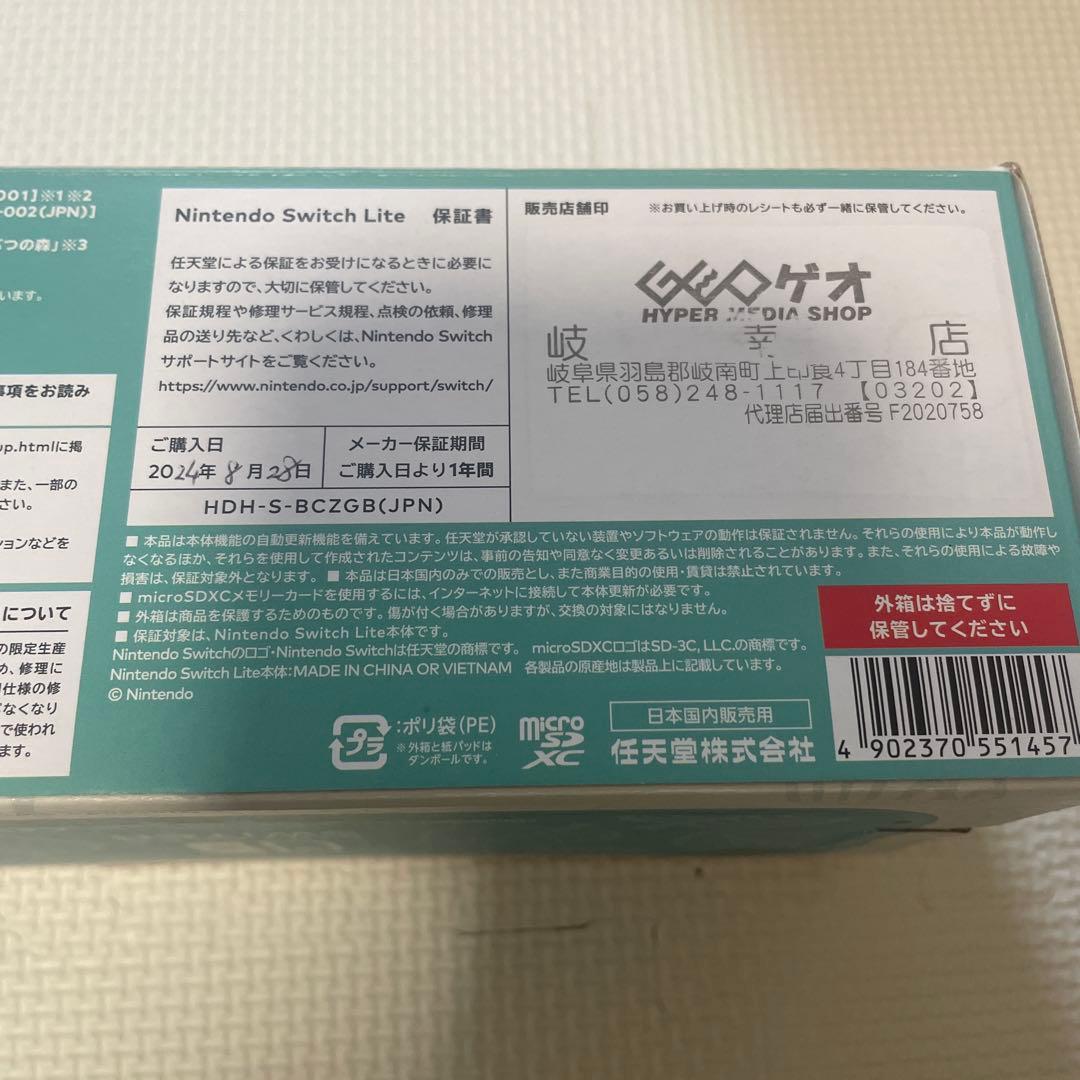 001]※1※2
-002(JPN)]
つの森」※3
います。
事項をお読み
up.htmlに掲
また、一部の
さい。
ションなどを
について
の限定生産
め、修理に
仕様の修
なくなり
で使われ
ます。
Nintendo Switch Lite 保証書
任天堂による保証をお受けになるときに必要に
なりますので、大切に保管してください。
保証規程や修理サービス規程、点検の依頼、修理
品の送り先など、くわしくは、Nintendo Switch
サポートサイトをご覧ください。
https://www.nintendo.co.jp/support/switch/
ご購入日
2024年 8月28日
メーカー保証期間
ご購入日より1年間
HDH-S-BCZGB(JPN)
販売店舗印 ※お買い上げ時のレシートも必ず一緒に保管してください。
GEOゲオ
HYPER MEDIA SHOP
岐 店
岐阜県羽島郡岐南町上印食4丁目184番地
TEL(058)248-1117 【03202】
代理店届出番号 F2020758
■ 本品は本体機能の自動更新機能を備えています。任天堂が承認していない装置やソフトウェアの動作は保証されません。それらの使用により本品が動作し
なくなるほか、それらを使用して作成されたコンテンツは、事前の告知や同意なく変更あるいは削除されることがあります。また、それらの使用による故障や
損害は、保証対象外となります。 ■ 本品は日本国内のみでの販売とし、また商業目的の使用・賃貸は禁止されています。
■ microSDXCメモリーカードを使用するには、インターネットに接続して本体更新が必要です。
■ 外箱は商品を保護するためのものです。傷が付く場合がありますが、交換の対象にはなりません。
■ 保証対象は、Nintendo Switch Lite本体です。
Nintendo Switchのロゴ・Nintendo Switchは任天堂の商標です。 microSDXCロゴはSD-3C, LLC.の商標です。
Nintendo Switch Lite本体：MADE IN CHINA OR VIETNAM 各製品の原産地は製品上に記載しています。
© Nintendo
外箱は捨てずに
保管してください
プラ
：ポリ袋(PE)
※外箱と紙パッドは
ダンボールです。
micro
SD
XC
日本国内販売用
任天堂株式会社
4 902370 551457